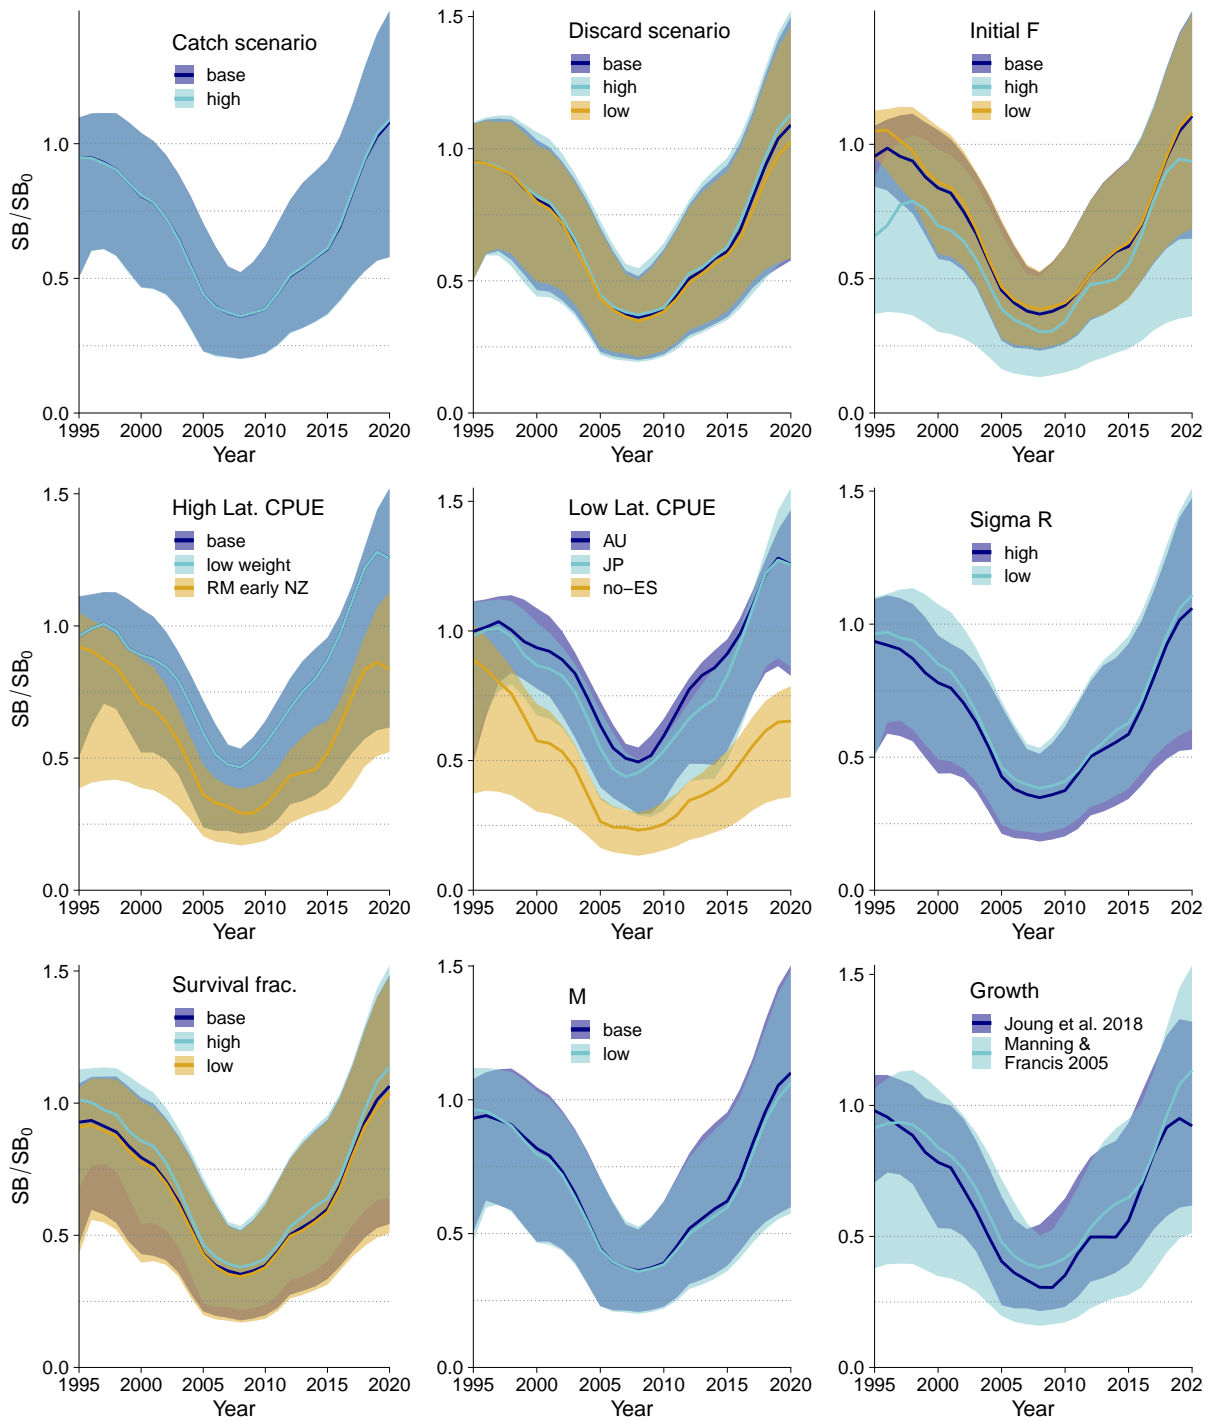 Catch scenario
base
high
1.0
0.5
0.0
SB/SB0
1995 2000 2005 2010 2015 2020
Year
Discard scenario
base
high
low
1.5
1.0
0.5
0.0
1995 2000 2005 2010 2015 2020
Year
Initial F
base
high
low
1.0
0.5
0.0
1995 2000 2005 2010 2015 202
Year
High Lat. CPUE
base
low weight
RM early NZ
1.5
1.0
0.5
0.0
SB/SB0
1995 2000 2005 2010 2015 2020
Year
Low Lat. CPUE
AU
JP
no−ES
1.5
1.0
0.5
0.0
1995 2000 2005 2010 2015 2020
Year
Sigma R
high
low
1.5
1.0
0.5
0.0
1995 2000 2005 2010 2015 202
Year
Survival frac.
base
high
low
1.5
1.0
0.5
0.0
SB/SB0
1995 2000 2005 2010 2015 2020
Year
M
base
low
1.5
1.0
0.5
0.0
1995 2000 2005 2010 2015 2020
Year
Growth
Joung et al. 2018
Manning &
Francis 2005
1.5
1.0
0.5
0.0
1995 2000 2005 2010 2015 202
Year